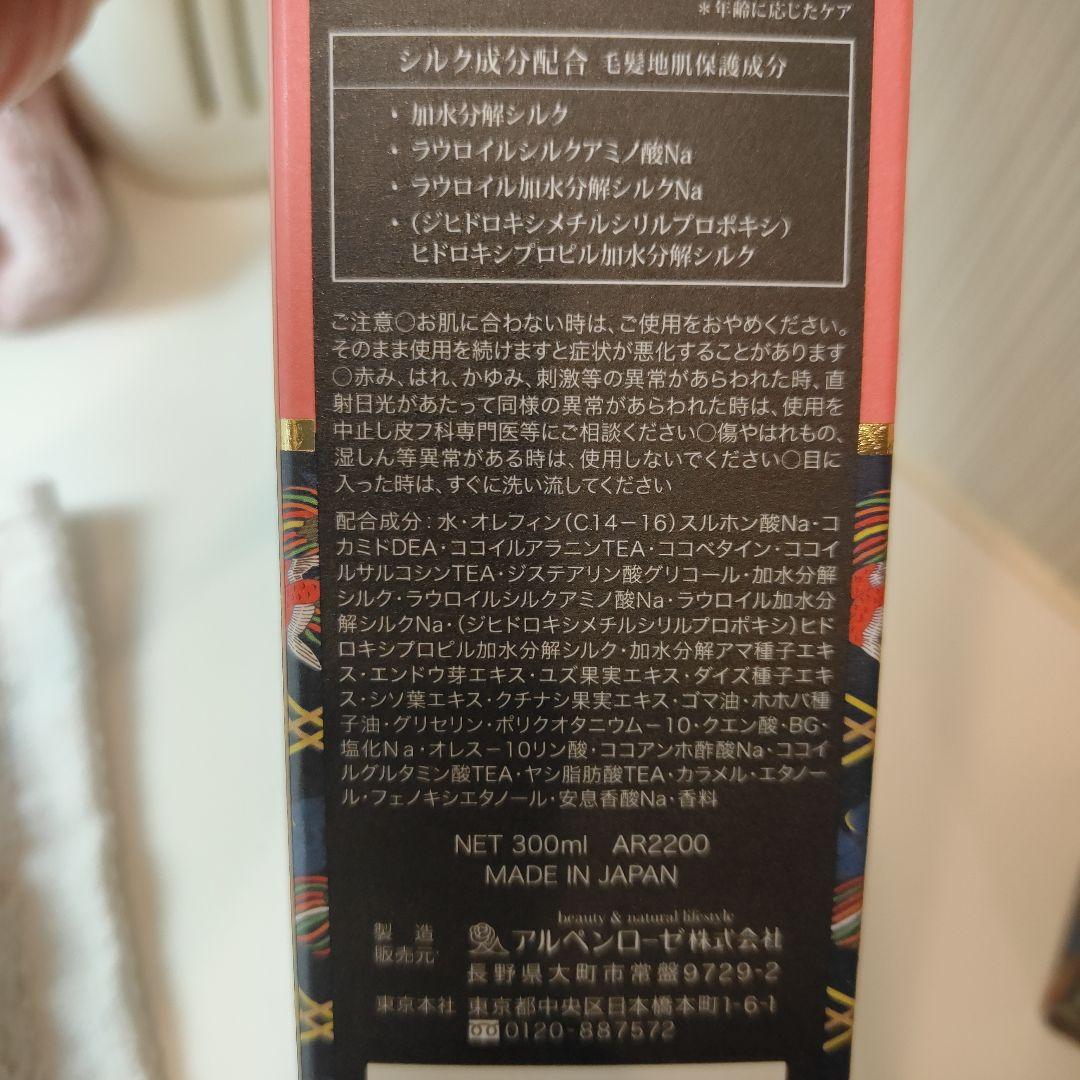 ＊年齢に応じたケア
シルク成分配合 毛髪地肌保護成分
・加水分解シルク
・ラウロイルシルクアミノ酸Na
・ラウロイル加水分解シルクNa
・(ジヒドロキシメチルシリルプロポキシ)
ヒドロキシプロピル加水分解シルク
ご注意○お肌に合わない時は、ご使用をおやめください。
そのまま使用を続けますと症状が悪化することがあります
○赤み、はれ、かゆみ、刺激等の異常があらわれた時、直
射日光があたって同様の異常があらわれた時は、使用を
中止し皮フ科専門医等にご相談ください○傷やはれもの、
湿しん等異常がある時は、使用しないでください○目に
入った時は、すぐに洗い流してください
配合成分：水・オレフィン(C14－16)スルホン酸Na・コ
カミドDEA・ココイルアラニンTEA・ココベタイン・ココイ
ルサルコシンTEA・ジステアリン酸グリコール・加水分解
シルク・ラウロイルシルクアミノ酸Na・ラウロイル加水分
解シルクNa・(ジヒドロキシメチルシリルプロポキシ)ヒド
ロキシプロピル加水分解シルク・加水分解アマ種子エキ
ス・エンドウ芽エキス・ユズ果実エキス・ダイズ種子エキ
ス・シソ葉エキス・クチナシ果実エキス・ゴマ油・ホホバ種
子油・グリセリン・ポリクオタニウム－10・クエン酸・BG・
塩化Na・オレス－10リン酸・ココアンホ酢酸Na・ココイ
ルグルタミン酸TEA・ヤシ脂肪酸TEA・カラメル・エタノー
ル・フェノキシエタノール・安息香酸Na・香料
NET 300ml AR2200
MADE IN JAPAN
beauty & natural lifestyle
製造
販売元 アルペンローゼ株式会社
長野県大町市常盤9729-2
東京本社 東京都中央区日本橋本町1-6-1
0120-887572